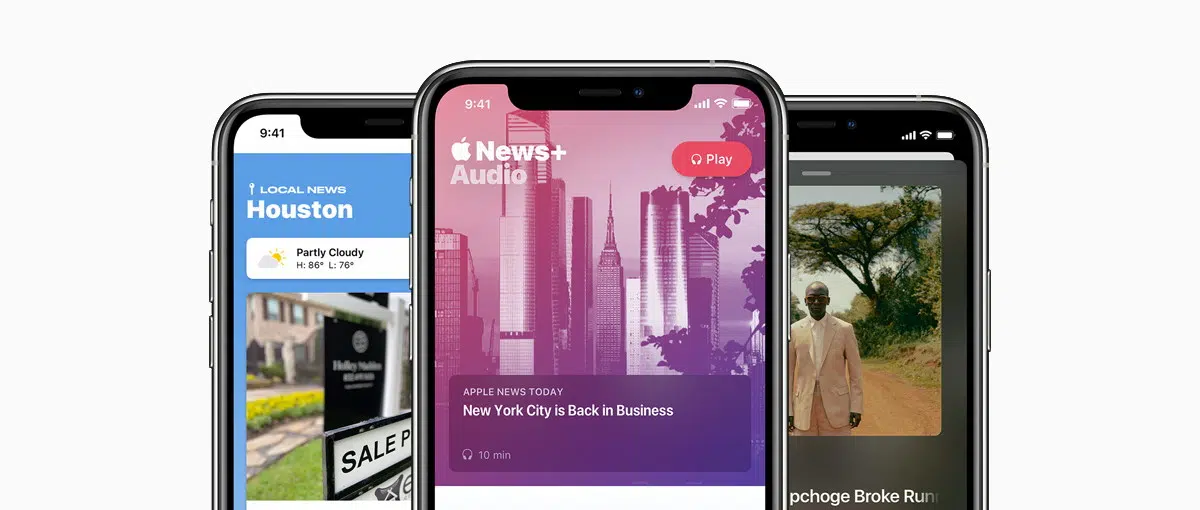 9:41
LOCAL NEWS
Houston
Partly Cloudy
H: 86° L: 76°
SALE P
9:41
News+
Audio
Play
APPLE NEWS TODAY
New York City is Back in Business
10 min
pchoge Broke Run